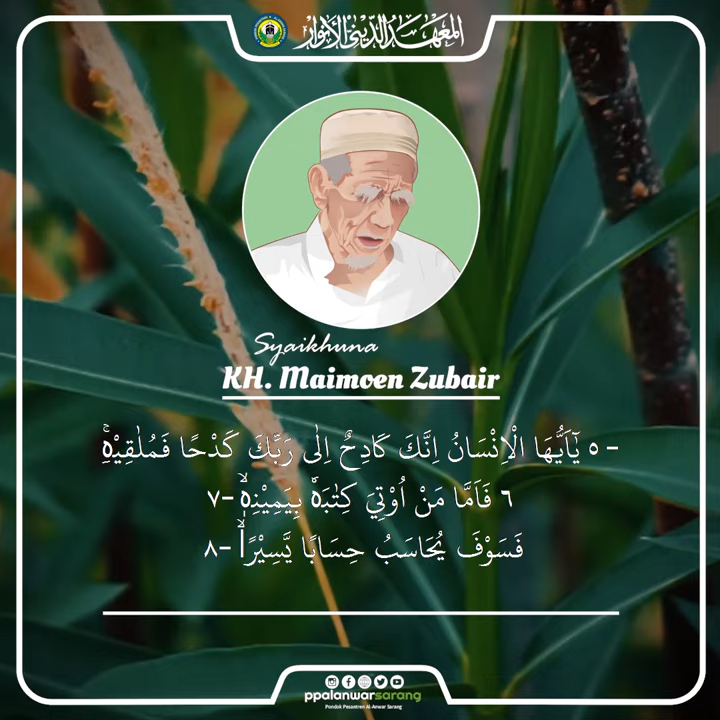 المعهد الديني الأنوار
Syaikhuna
KH. Maimoen Zubair
- ٥ يٰٓاَيُّهَا الْاِنْسَانُ اِنَّكَ كَادِحٌ اِلٰى رَبِّكَ كَدْحًا فَمُلٰقِيْهِۚ
٦ فَاَمَّا مَنْ اُوْتِيَ كِتٰبَهٗ بِيَمِيْنِهٖۙ -٧
فَسَوْفَ يُحَاسَبُ حِسَابًا يَّسِيْرًاۙ -٨
ppalanwarsarang
Pondok Pesantren Al-Anwar Sarang